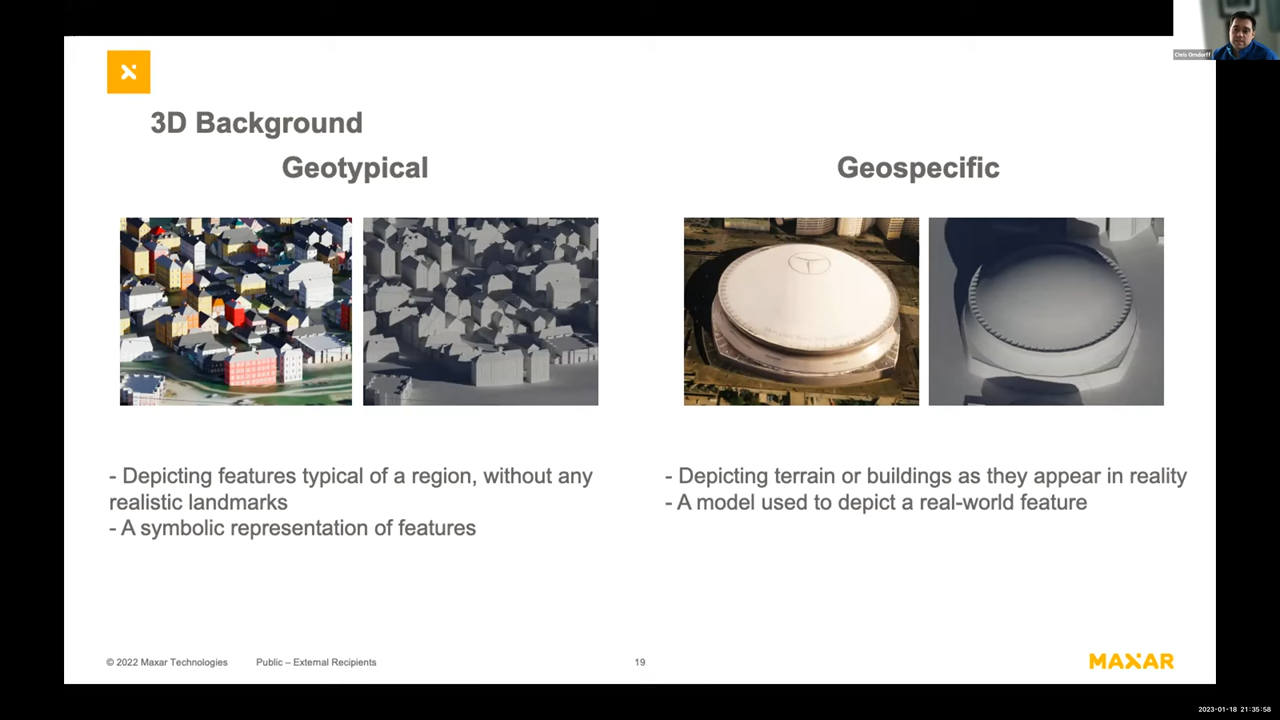 Chris Orndorff
3D Background
Geotypical
Geospecific
- Depicting features typical of a region, without any
realistic landmarks
- A symbolic representation of features
- Depicting terrain or buildings as they appear in reality
- A model used to depict a real-world feature
© 2022 Maxar Technologies
Public – External Recipients
19
MAXAR
2023-01-18 21:35:58